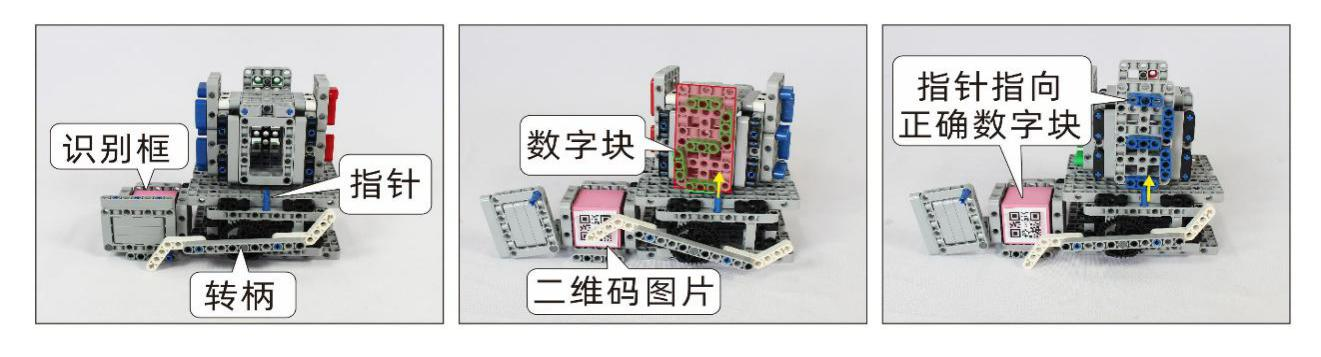 识别框
指针
转柄
数字块
二维码图片
指针指向
正确数字块